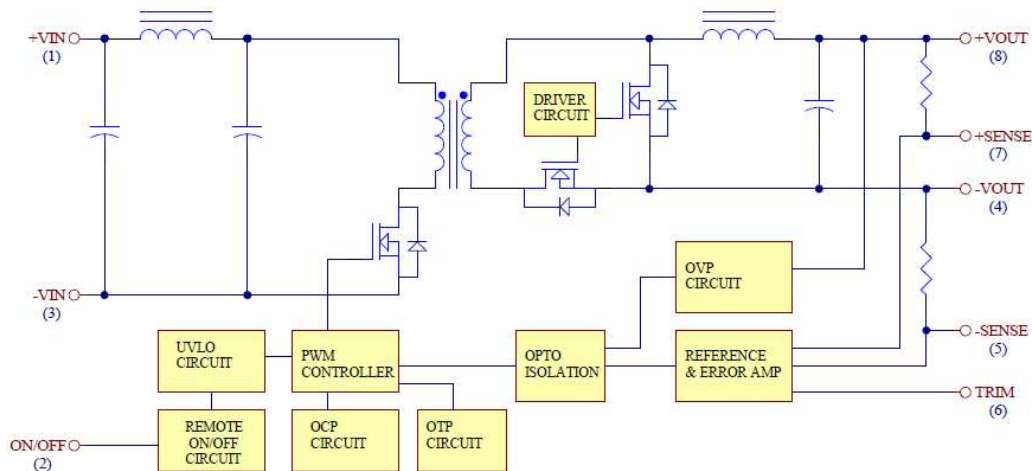 +VIN
(1)
+VOUT
(8)
DRIVER
CIRCUIT
+SENSE
(7)
-VOUT
(4)
-VIN
(3)
OVP
CIRCUIT
-SENSE
(5)
UVLO
CIRCUIT
PWM
CONTROLLER
OPTO
ISOLATION
REFERENCE
& ERROR AMP
TRIM
(6)
ON/OFF
(2)
REMOTE
ON/OFF
CIRCUIT
OCP
CIRCUIT
OTP
CIRCUIT